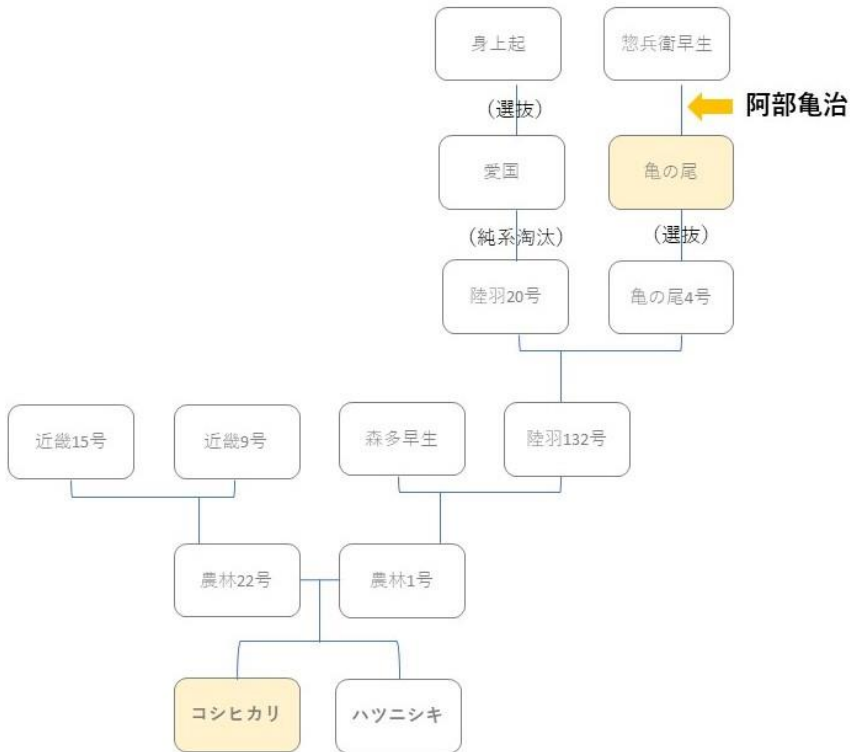 身上起
惣兵衛早生
(選抜)
阿部亀治
愛国
亀の尾
(純系淘汰)
(選抜)
陸羽20号
亀の尾4号
近畿15号
近畿9号
森多早生
陸羽132号
農林22号
農林1号
コシヒカリ
ハツニシキ